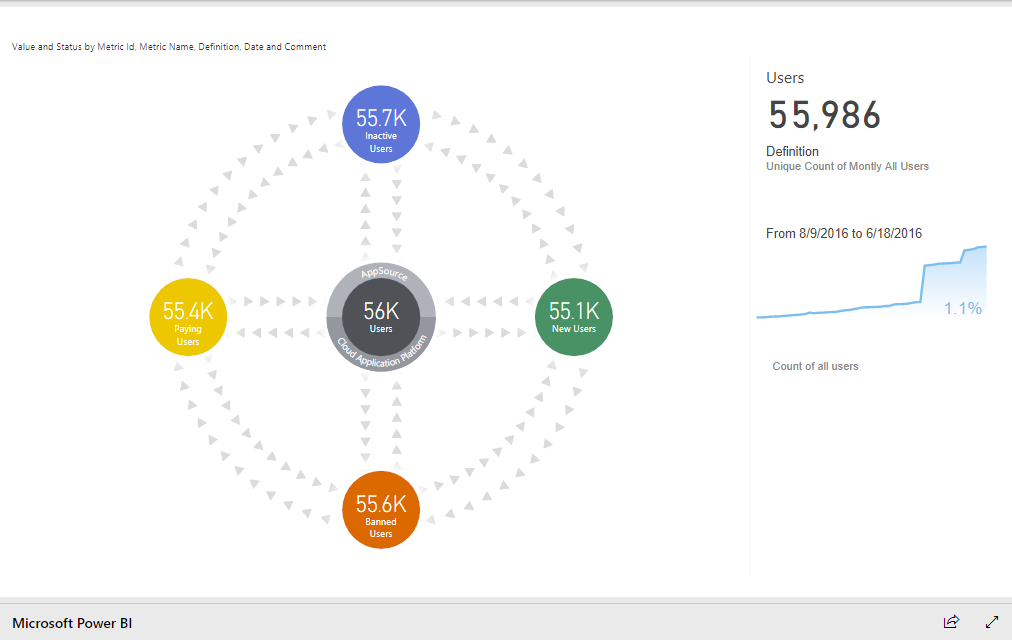 Value and Status by Metric Id, Metric Name, Definition, Date and Comment
55.7K
Inactive
Users
55.4K
Paying
Users
AppSource
56K
Users
Cloud Application Platform
55.1K
New Users
55.6K
Banned
Users
Users
55,986
Definition
Unique Count of Montly All Users
From 8/9/2016 to 6/18/2016
1.1%
Count of all users
Microsoft Power BI